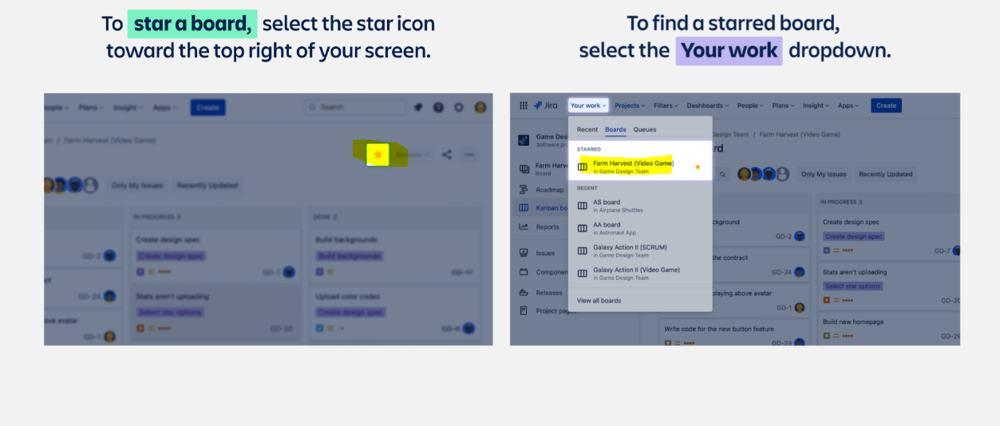 To star a board, select the star icon
toward the top right of your screen.
To find a starred board,
select the Your work dropdown.
People Plans Insight Apps Create Search
/ Farm Harvest (Video Game)
Release
Only My Issues Recently Updated
IN PROGRESS 3 DONE 2
Create design spec Build backgrounds
GD-2 Create design spec Build backgrounds
GD-7 GD-17
Stats aren't uploading Upload color codes
GD-24 Select star options Create design spec
ove avatar
GD-20 GD-8
GD-1
Jira Your work Projects Filters Dashboards People Plans Insight Apps Create
Recent Boards Queues
Game Des
Software pro
Design Team / Farm Harvest (Video Game)
STARRED
rd
Farm Harvest (Video Game)
in Game Design Team
Farm Harve
Board
Only My Issues Recently Updated
RECENT
Roadmap
AS board
in Airplane Shuttles
IN PROGRESS 3
Kanban bo
AA board
in Astronaut App
ckground
Create design spec
Reports
GD-2
Create design spec
Galaxy Action II (SCRUM)
in Game Design Team
Issues
GD-7
the contract
Galaxy Action II (Video Game)
in Game Design Team
Componen
GD-24
Stats aren't uploading
Select star options
Releases
playing above avatar
View all boards
GD-20
Project pages
GD-1
Build new homepage
Write code for the new button feature
GD-23
GD-25